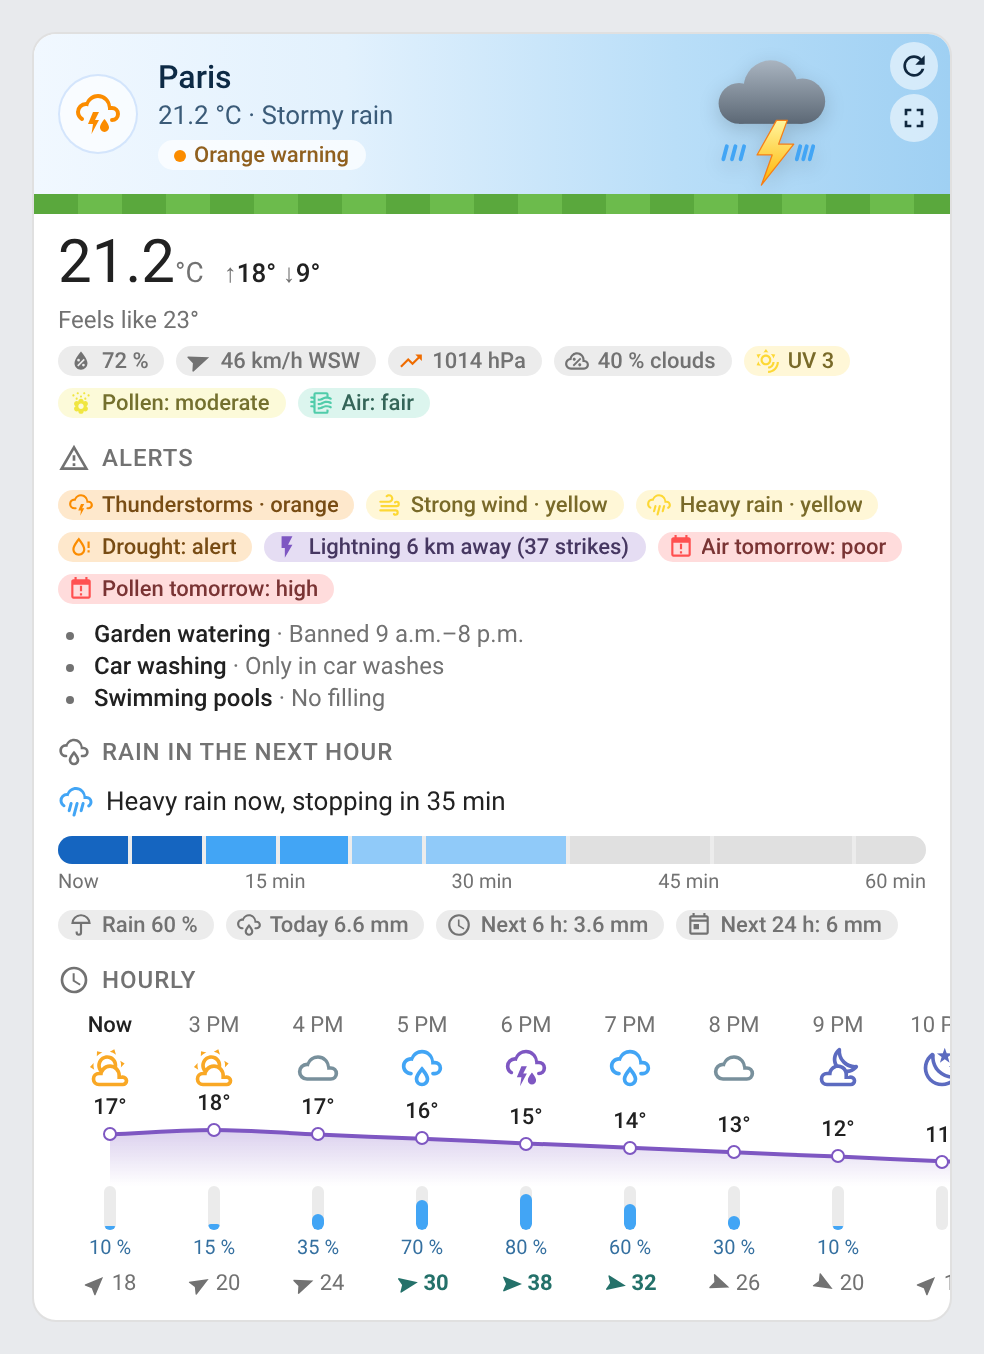 Paris
21.2 °C · Stormy rain
Orange warning
21.2°C ↑18° ↓9°
Feels like 23°
72 % 46 km/h WSW 1014 hPa 40 % clouds UV 3
Pollen: moderate Air: fair
ALERTS
Thunderstorms · orange Strong wind · yellow Heavy rain · yellow
Drought: alert Lightning 6 km away (37 strikes) Air tomorrow: poor
Pollen tomorrow: high
• Garden watering · Banned 9 a.m.–8 p.m.
• Car washing · Only in car washes
• Swimming pools · No filling
RAIN IN THE NEXT HOUR
Heavy rain now, stopping in 35 min
Now 15 min 30 min 45 min 60 min
Rain 60 % Today 6.6 mm Next 6 h: 3.6 mm Next 24 h: 6 mm
HOURLY
Now 3 PM 4 PM 5 PM 6 PM 7 PM 8 PM 9 PM 10
17° 18° 17° 16° 15° 14° 13° 12° 11
10 % 15 % 35 % 70 % 80 % 60 % 30 % 10 %
18 20 24 30 38 32 26 20